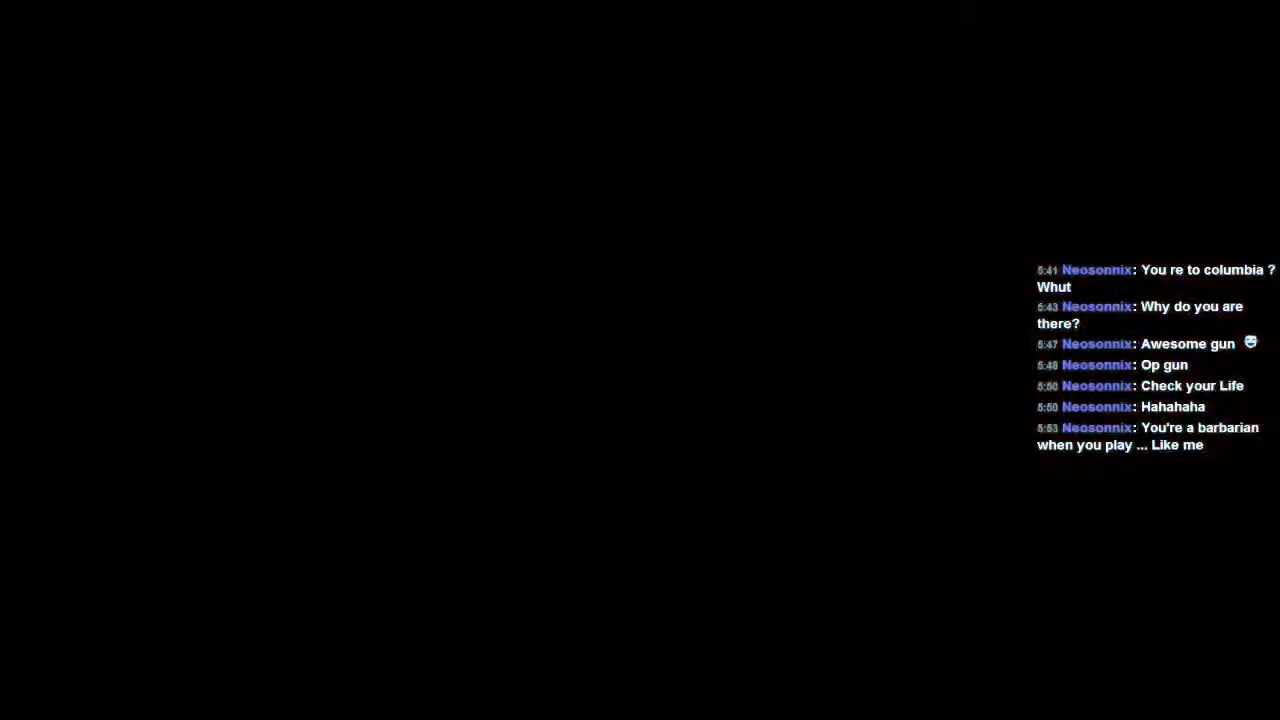 5:41 Neosonnix: You re to columbia ?
Whut
5:43 Neosonnix: Why do you are
there?
5:47 Neosonnix: Awesome gun
5:48 Neosonnix: Op gun
5:50 Neosonnix: Check your Life
5:50 Neosonnix: Hahahaha
5:53 Neosonnix: You're a barbarian
when you play ... Like me